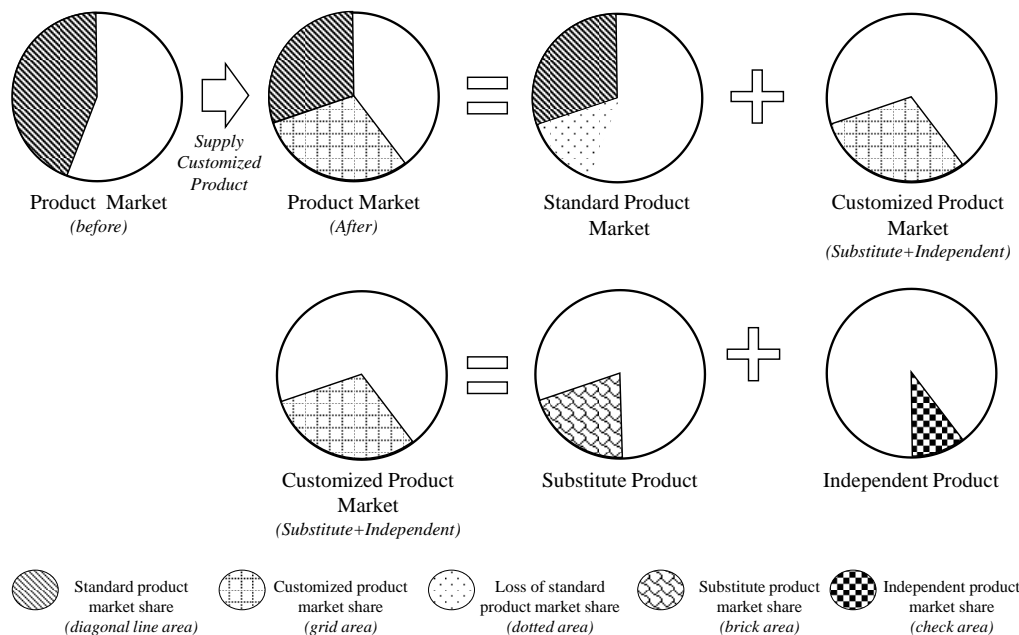 Supply
Customized
Product
Product Market
(before)
Product Market
(After)
Standard Product
Market
Customized Product
Market
(Substitute+Independent)
Customized Product
Market
(Substitute+Independent)
Substitute Product
Independent Product
Standard product
market share
(diagonal line area)
Customized product
market share
(grid area)
Loss of standard
product market share
(dotted area)
Substitute product
market share
(brick area)
Independent product
market share
(check area)